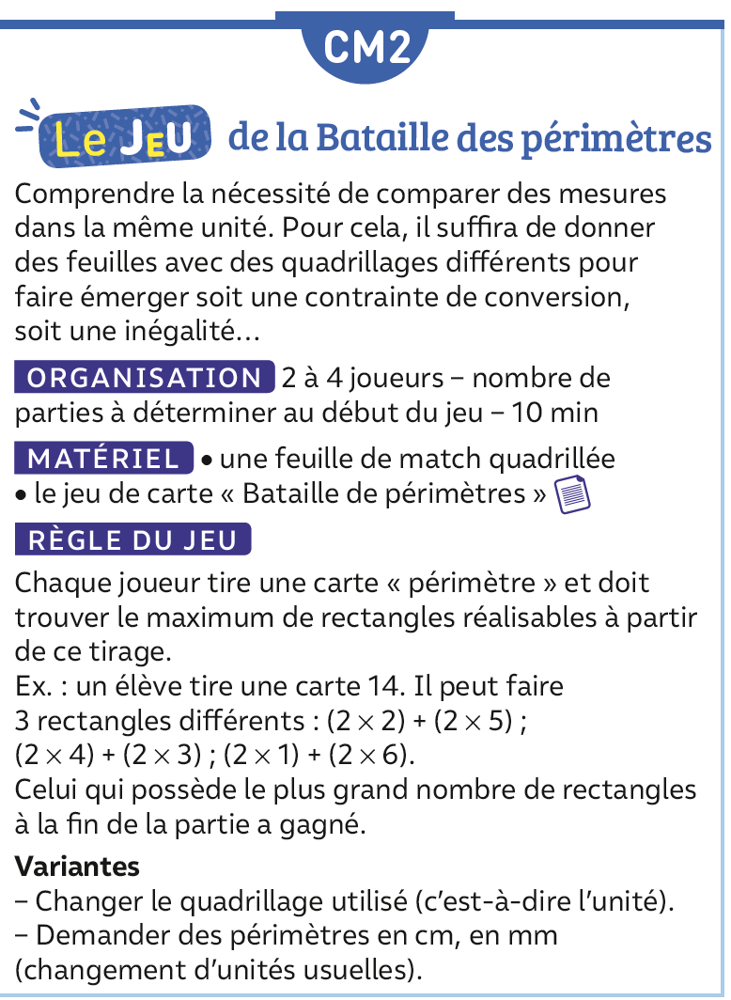 CM2
Le JEU de la Bataille des périmètres
Comprendre la nécessité de comparer des mesures
dans la même unité. Pour cela, il suffira de donner
des feuilles avec des quadrillages différents pour
faire émerger soit une contrainte de conversion,
soit une inégalité…
ORGANISATION 2 à 4 joueurs – nombre de
parties à déterminer au début du jeu – 10 min
MATÉRIEL • une feuille de match quadrillée
• le jeu de carte « Bataille de périmètres »
RÈGLE DU JEU
Chaque joueur tire une carte « périmètre » et doit
trouver le maximum de rectangles réalisables à partir
de ce tirage.
Ex. : un élève tire une carte 14. Il peut faire
3 rectangles différents : (2 × 2) + (2 × 5) ;
(2 × 4) + (2 × 3) ; (2 × 1) + (2 × 6).
Celui qui possède le plus grand nombre de rectangles
à la fin de la partie a gagné.
Variantes
– Changer le quadrillage utilisé (c’est-à-dire l’unité).
– Demander des périmètres en cm, en mm
(changement d’unités usuelles).